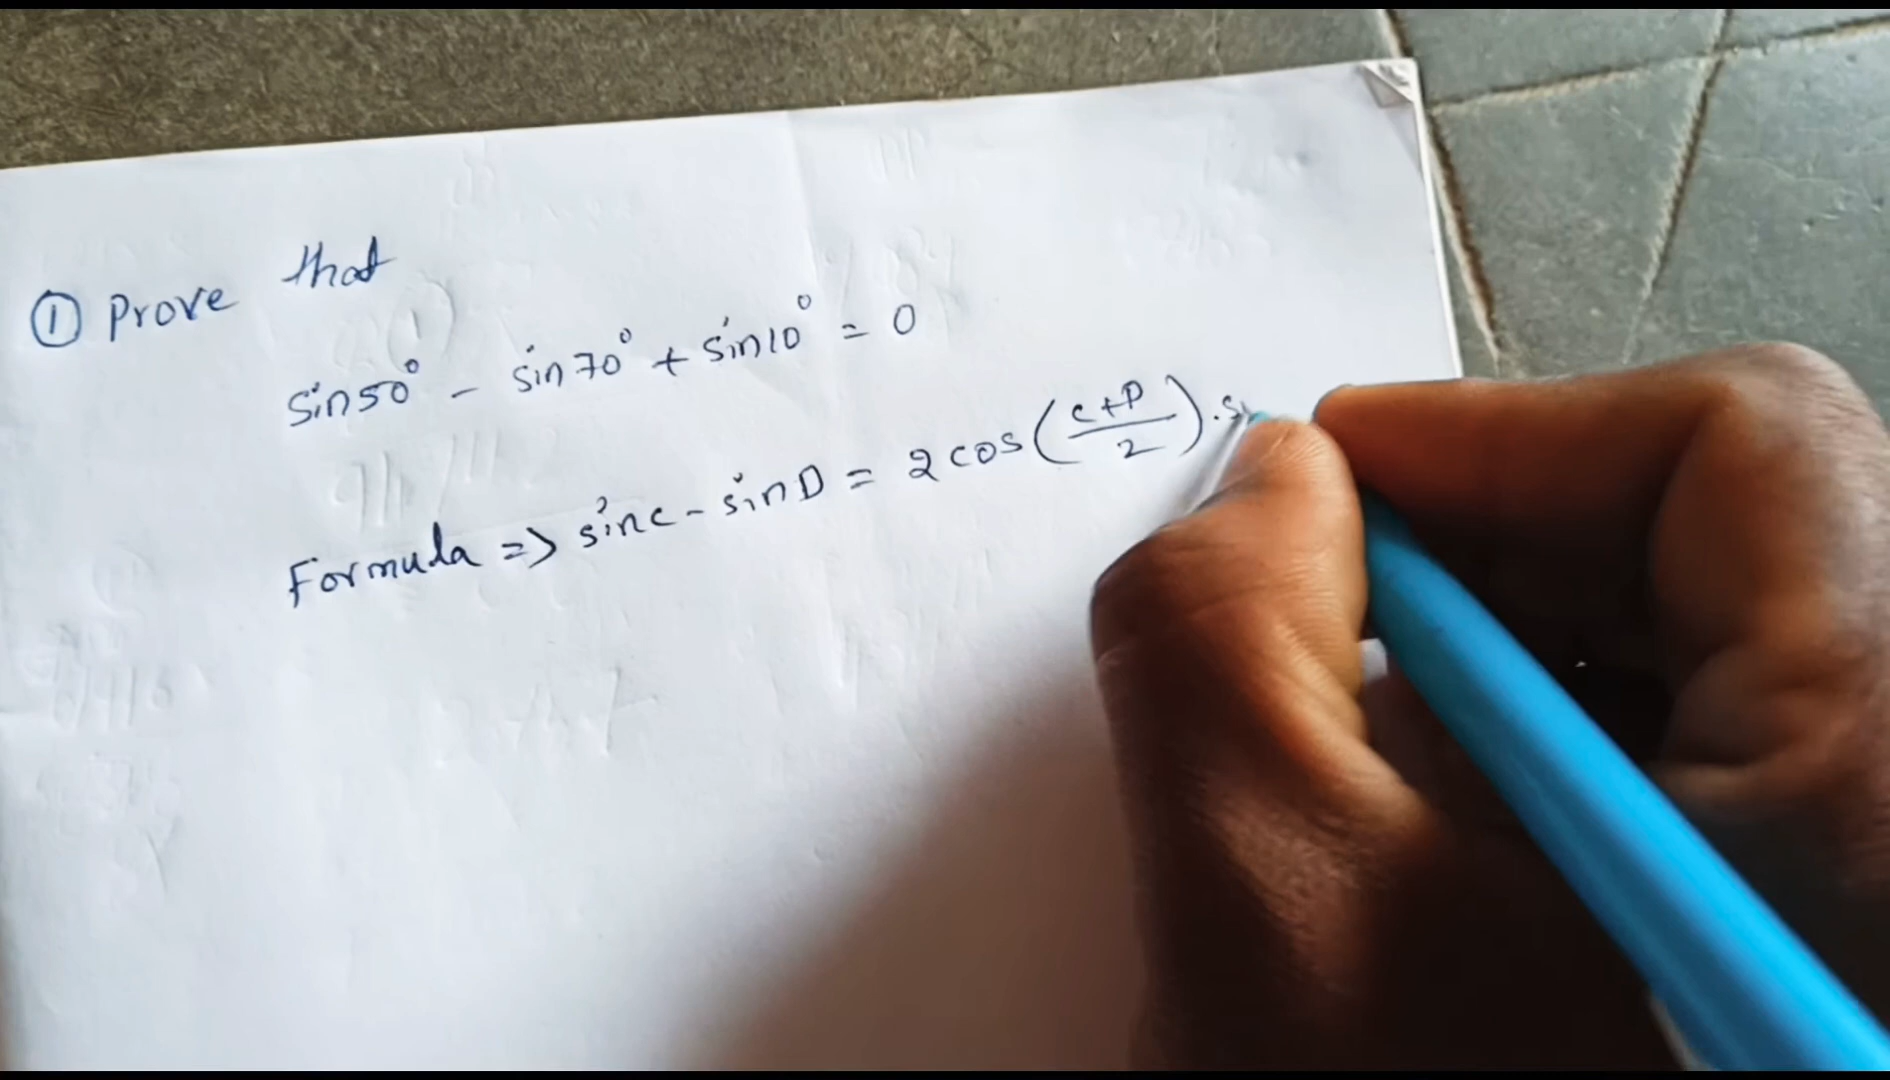 ① Prove that
sin50° - sin70° + sin10° = 0
Formula => sinc - sinD = 2cos(c+D/2).s